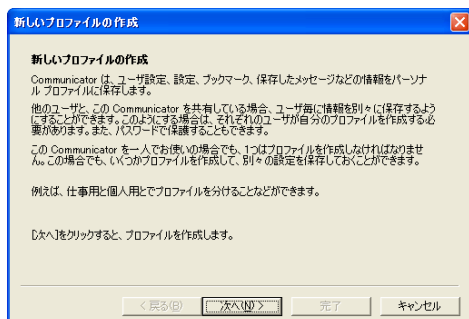 新しいプロファイルの作成
新しいプロファイルの作成
Communicator は、ユーザ設定、設定、ブックマーク、保存したメッセージなどの情報をパーソナ
ル プロファイルに保存します。
他のユーザと、この Communicator を共有している場合、ユーザ毎に情報を別々に保存するよう
にすることができます。このようにする場合は、それぞれのユーザが自分のプロファイルを作成する必
要があります。また、パスワードで保護することもできます。
この Communicator を一人でお使いの場合でも、1つはプロファイルを作成しなければなりませ
ん。この場合でも、いくつかプロファイルを作成して、別々の設定を保存しておくことができます。
例えば、仕事用と個人用とでプロファイルを分けることなどができます。
[次へ]をクリックすると、プロファイルを作成します。
< 戻る(B) 次へ(N) > 完了 キャンセル